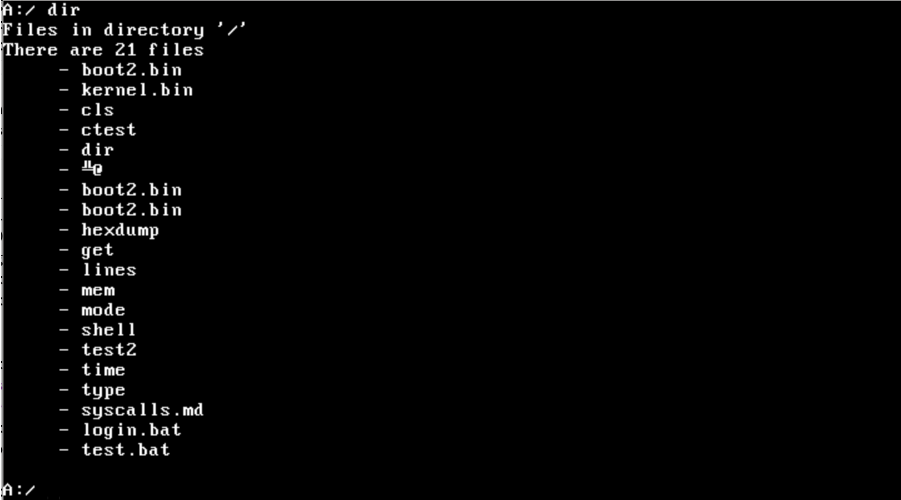 A:/ dir
Files in directory '/'
There are 21 files
- boot2.bin
- kernel.bin
- cls
- ctest
- dir
- ╩@
- boot2.bin
- boot2.bin
- hexdump
- get
- lines
- mem
- mode
- shell
- test2
- time
- type
- syscalls.md
- login.bat
- test.bat
A:/